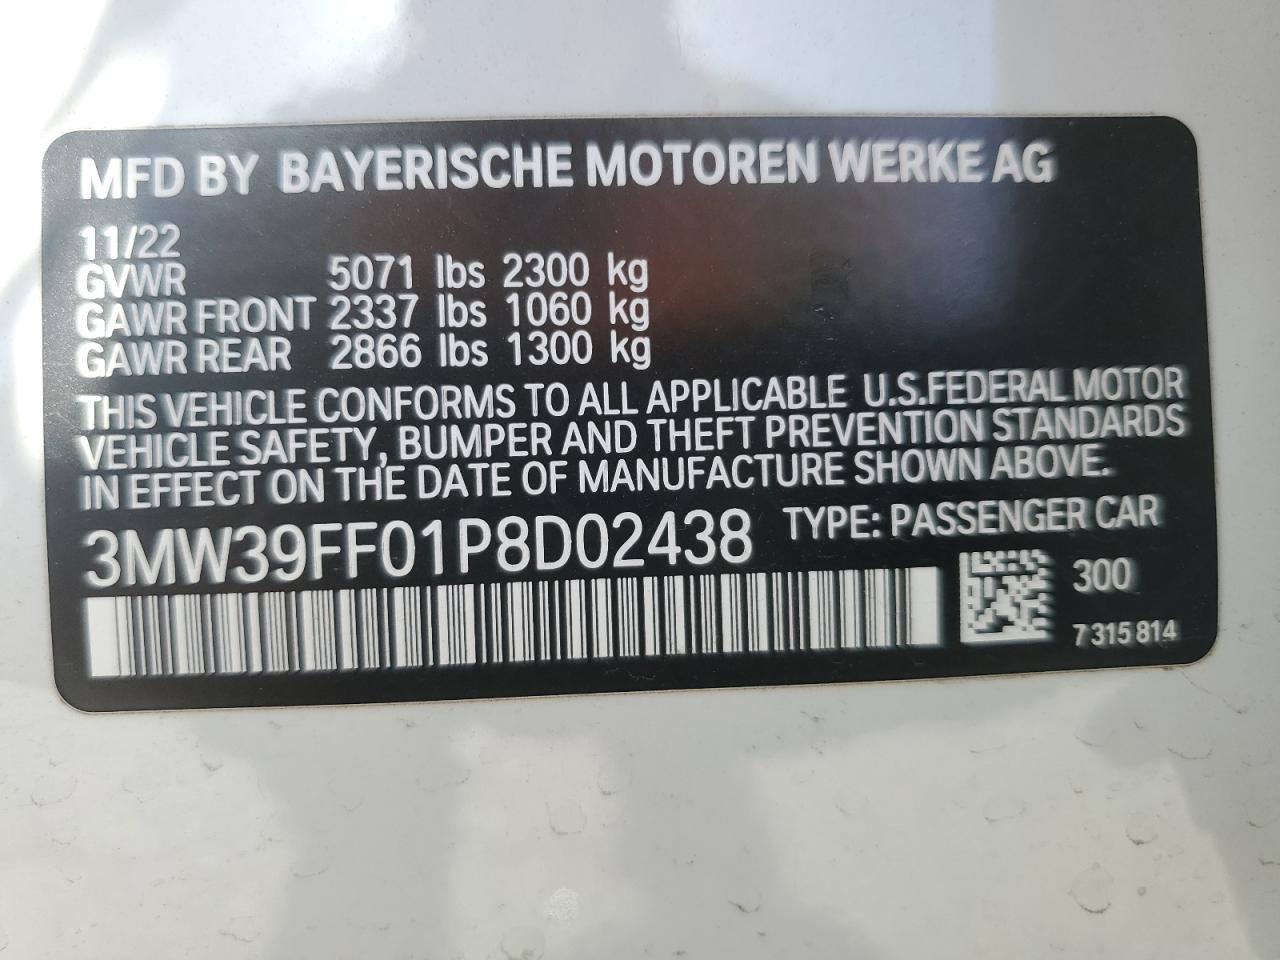 MFD BY BAYERISCHE MOTOREN WERKE AG
11/22
GVWR 5071 lbs 2300 kg
GAWR FRONT 2337 lbs 1060 kg
GAWR REAR 2866 lbs 1300 kg
THIS VEHICLE CONFORMS TO ALL APPLICABLE U.S.FEDERAL MOTOR
VEHICLE SAFETY, BUMPER AND THEFT PREVENTION STANDARDS
IN EFFECT ON THE DATE OF MANUFACTURE SHOWN ABOVE.
3MW39FF01P8D02438 TYPE: PASSENGER CAR
300
7 315 814